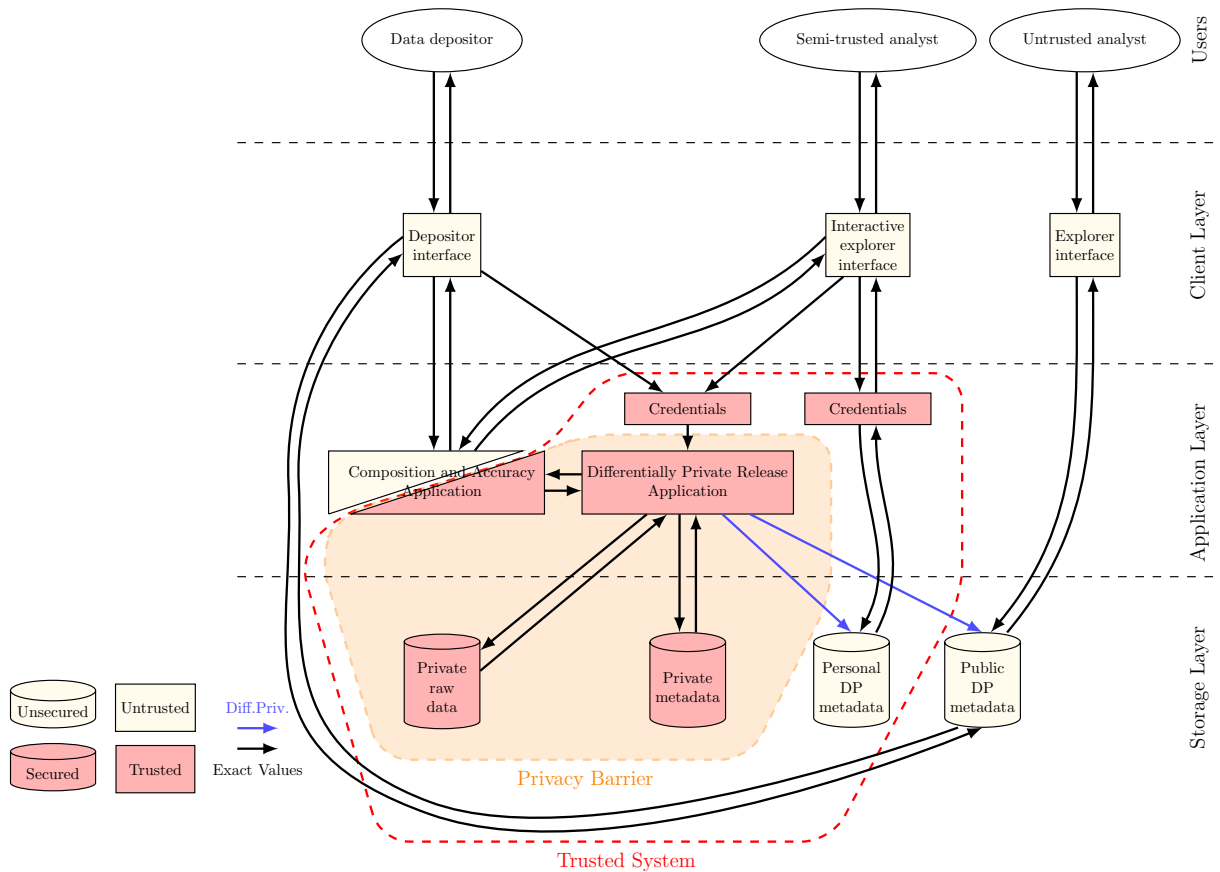 Data depositor
Semi-trusted analyst
Untrusted analyst
Users
Depositor
interface
Interactive
explorer
interface
Explorer
interface
Client Layer
Credentials
Credentials
Composition and Accuracy
Application
Differentially Private Release
Application
Application Layer
Private
raw
data
Private
metadata
Personal
DP
metadata
Public
DP
metadata
Storage Layer
Unsecured
Untrusted
Diff.Priv.
Secured
Trusted
Exact Values
Privacy Barrier
Trusted System